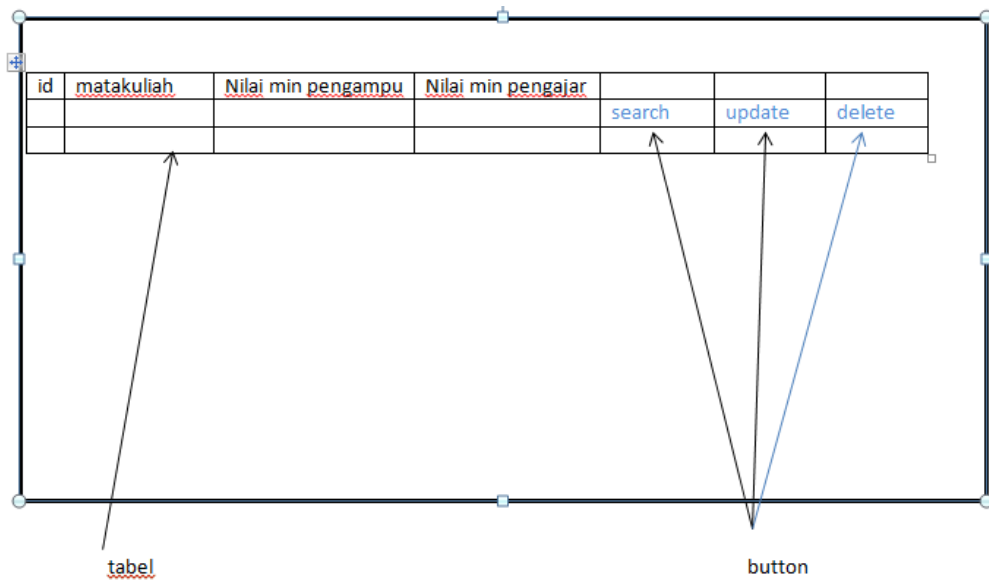 id matakuliah Nilai min pengampu Nilai min pengajar
search update delete
tabel button